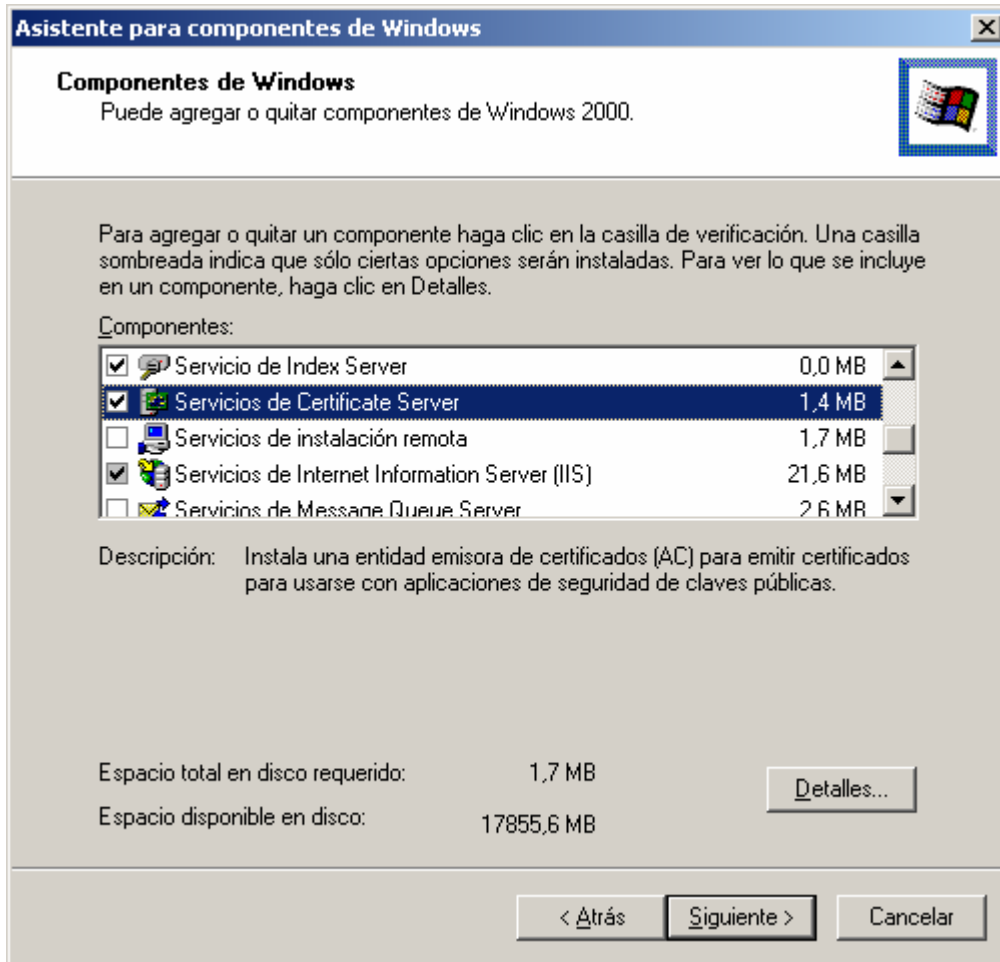 Asistente para componentes de Windows
Componentes de Windows
Puede agregar o quitar componentes de Windows 2000.
Para agregar o quitar un componente haga clic en la casilla de verificación. Una casilla
sombreada indica que sólo ciertas opciones serán instaladas. Para ver lo que se incluye
en un componente, haga clic en Detalles.
Componentes:
Servicio de Index Server 0,0 MB
Servicios de Certificate Server 1,4 MB
Servicios de instalación remota 1,7 MB
Servicios de Internet Information Server (IIS) 21,6 MB
Servicios de Message Queue Server 2,6 MB
Descripción: Instala una entidad emisora de certificados (AC) para emitir certificados
para usarse con aplicaciones de seguridad de claves públicas.
Espacio total en disco requerido: 1,7 MB
Detalles...
Espacio disponible en disco: 17855,6 MB
< Atrás Siguiente > Cancelar